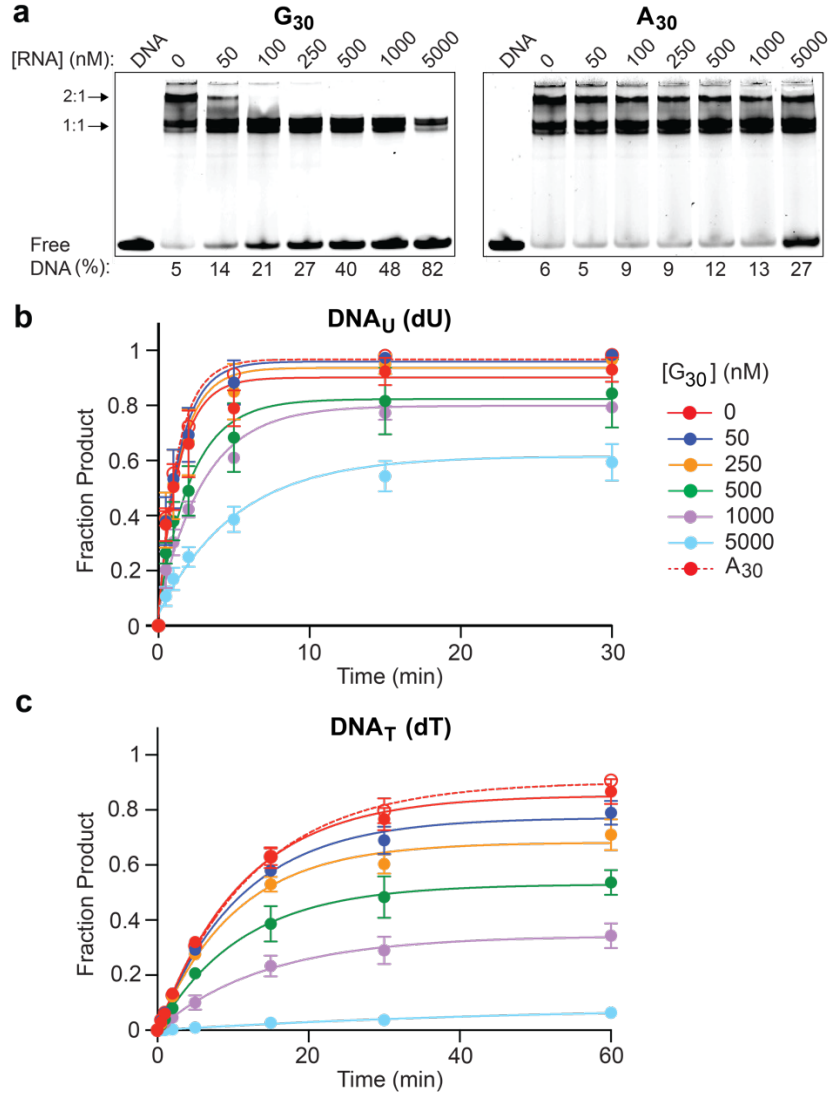 a
G30 A30
[RNA] (nM): DNA 0 50 100 250 500 1000 5000 DNA 0 50 100 250 500 1000 5000
2:1
1:1
Free
DNA (%): 5 14 21 27 40 48 82 6 5 9 9 12 13 27
b
DNAU (dU)
Fraction Product
1
0.8
0.6
0.4
0.2
0
0 10 20 30
Time (min)
[G30] (nM)
0
50
250
500
1000
5000
A30
c
DNAT (dT)
Fraction Product
1
0.8
0.6
0.4
0.2
0
0 20 40 60
Time (min)